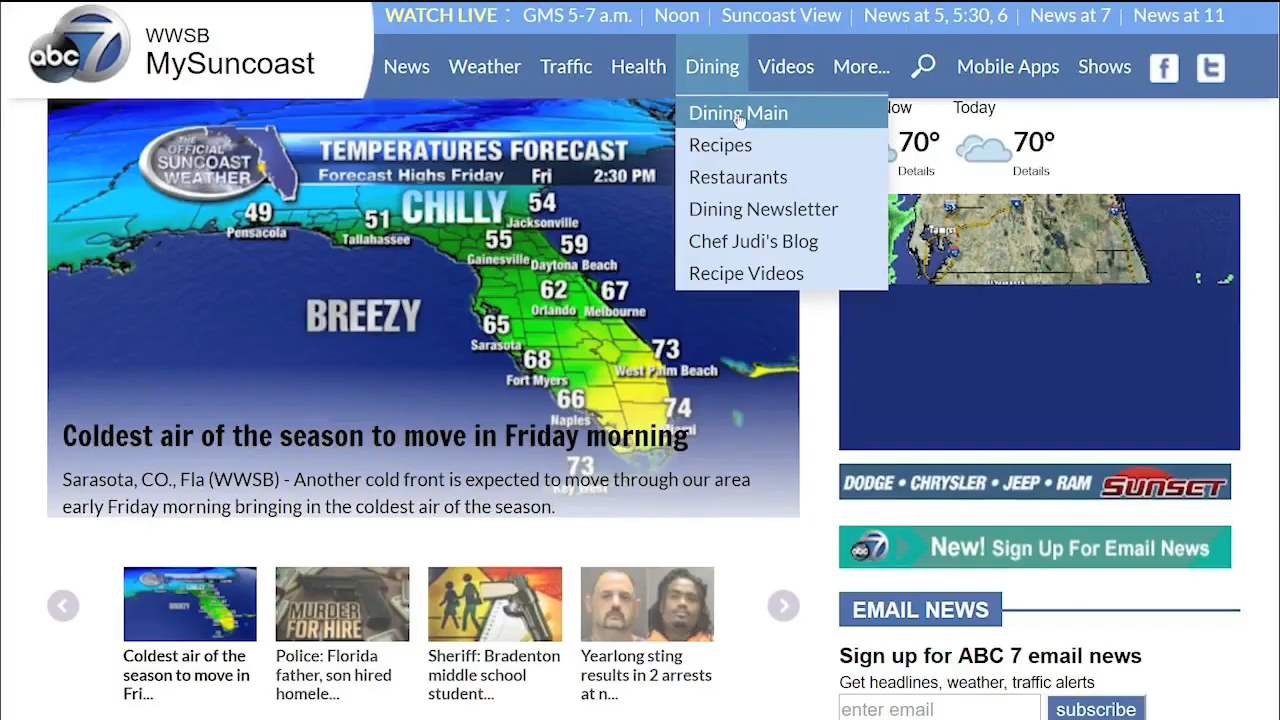 WATCH LIVE : GMS 5-7 a.m. | Noon | Suncoast View | News at 5, 5:30, 6 | News at 7 | News at 11
abc 7
WWSB
MySuncoast
News Weather Traffic Health Dining Videos More... Mobile Apps Shows f t
Dining Main
Recipes
Restaurants
Dining Newsletter
Chef Judi's Blog
Recipe Videos
Now Today
70° 70°
Details Details
THE OFFICIAL
SUNCOAST
WEATHER
TEMPERATURES FORECAST
Forecast Highs Friday Fri 2:30 PM
CHILLY
BREEZY
49
Pensacola
51
Tallahassee
54
Jacksonville
55
Gainesville
59
Daytona Beach
62
Orlando
67
Melbourne
65
Sarasota
68
Fort Myers
73
West Palm Beach
66
Naples
74
Miami
73
Key West
Coldest air of the season to move in Friday morning
Sarasota, CO., Fla (WWSB) - Another cold front is expected to move through our area
early Friday morning bringing in the coldest air of the season.
DODGE • CHRYSLER • JEEP • RAM SUNSET
abc 7 New! Sign Up For Email News
MURDER
FOR HIRE
Coldest air of the
season to move in
Fri...
Police: Florida
father, son hired
homele...
Sheriff: Bradenton
middle school
student...
Yearlong sting
results in 2 arrests
at n...
EMAIL NEWS
Sign up for ABC 7 email news
Get headlines, weather, traffic alerts
enter email subscribe